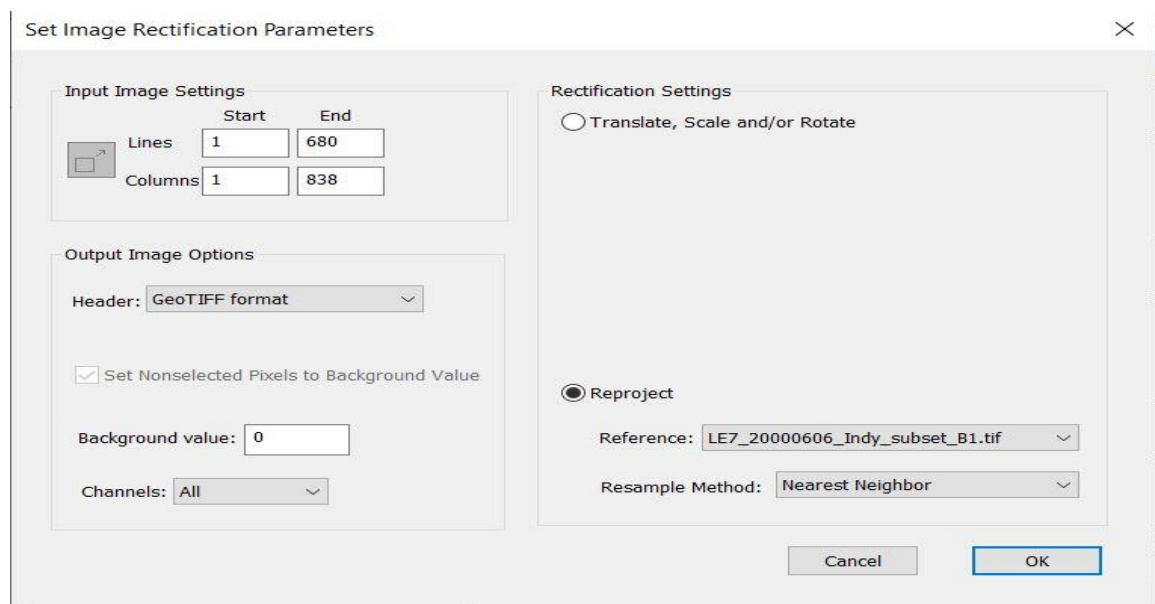 Set Image Rectification Parameters
Input Image Settings
Start End
Lines 1 680
Columns 1 838
Output Image Options
Header: GeoTIFF format
Set Nonselected Pixels to Background Value
Background value: 0
Channels: All
Rectification Settings
Translate, Scale and/or Rotate
Reproject
Reference: LE7_20000606_Indy_subset_B1.tif
Resample Method: Nearest Neighbor
Cancel OK